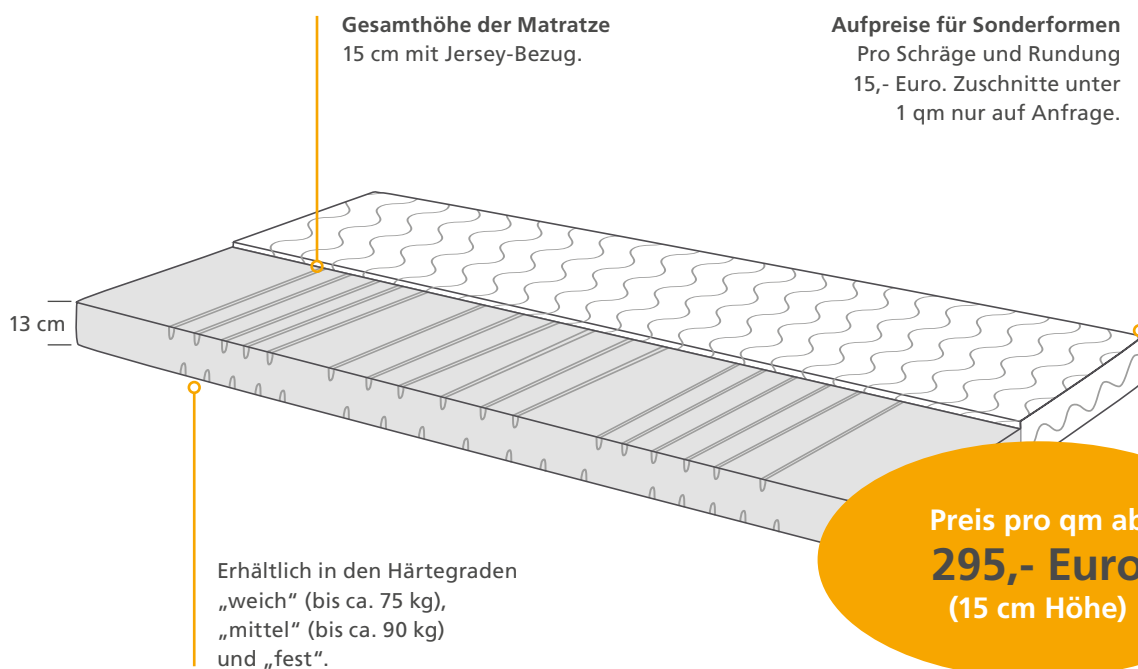 Gesamthöhe der Matratze
15 cm mit Jersey-Bezug.
Aufpreise für Sonderformen
Pro Schräge und Rundung
15,- Euro. Zuschnitte unter
1 qm nur auf Anfrage.
13 cm
Erhältlich in den Härtegraden
„weich“ (bis ca. 75 kg),
„mittel“ (bis ca. 90 kg)
und „fest“.
Preis pro qm ab
295,- Euro
(15 cm Höhe)